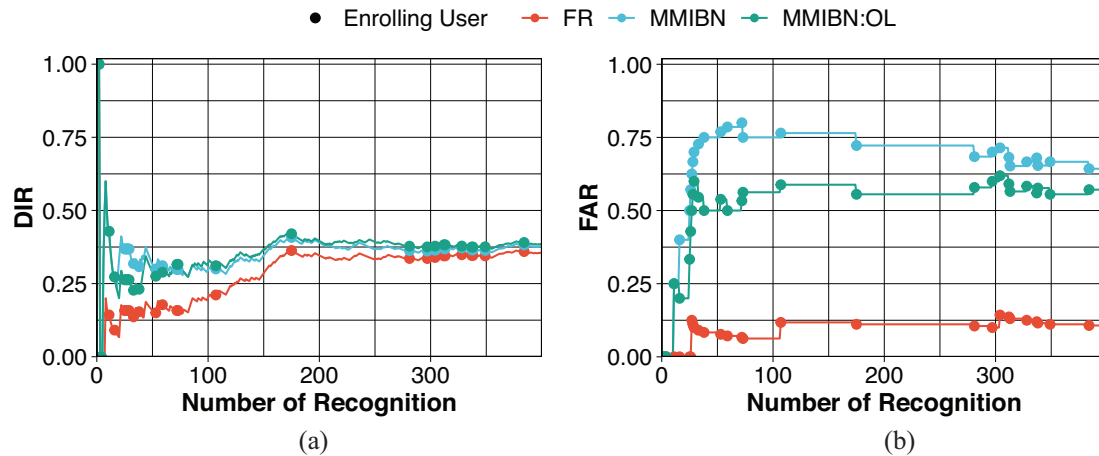 Enrolling User FR MMIBN MMIBN:OL
1.00
0.75
0.50
0.25
0.00
DIR
0 100 200 300
Number of Recognition
(a)
1.00
0.75
0.50
0.25
0.00
FAR
0 100 200 300
Number of Recognition
(b)